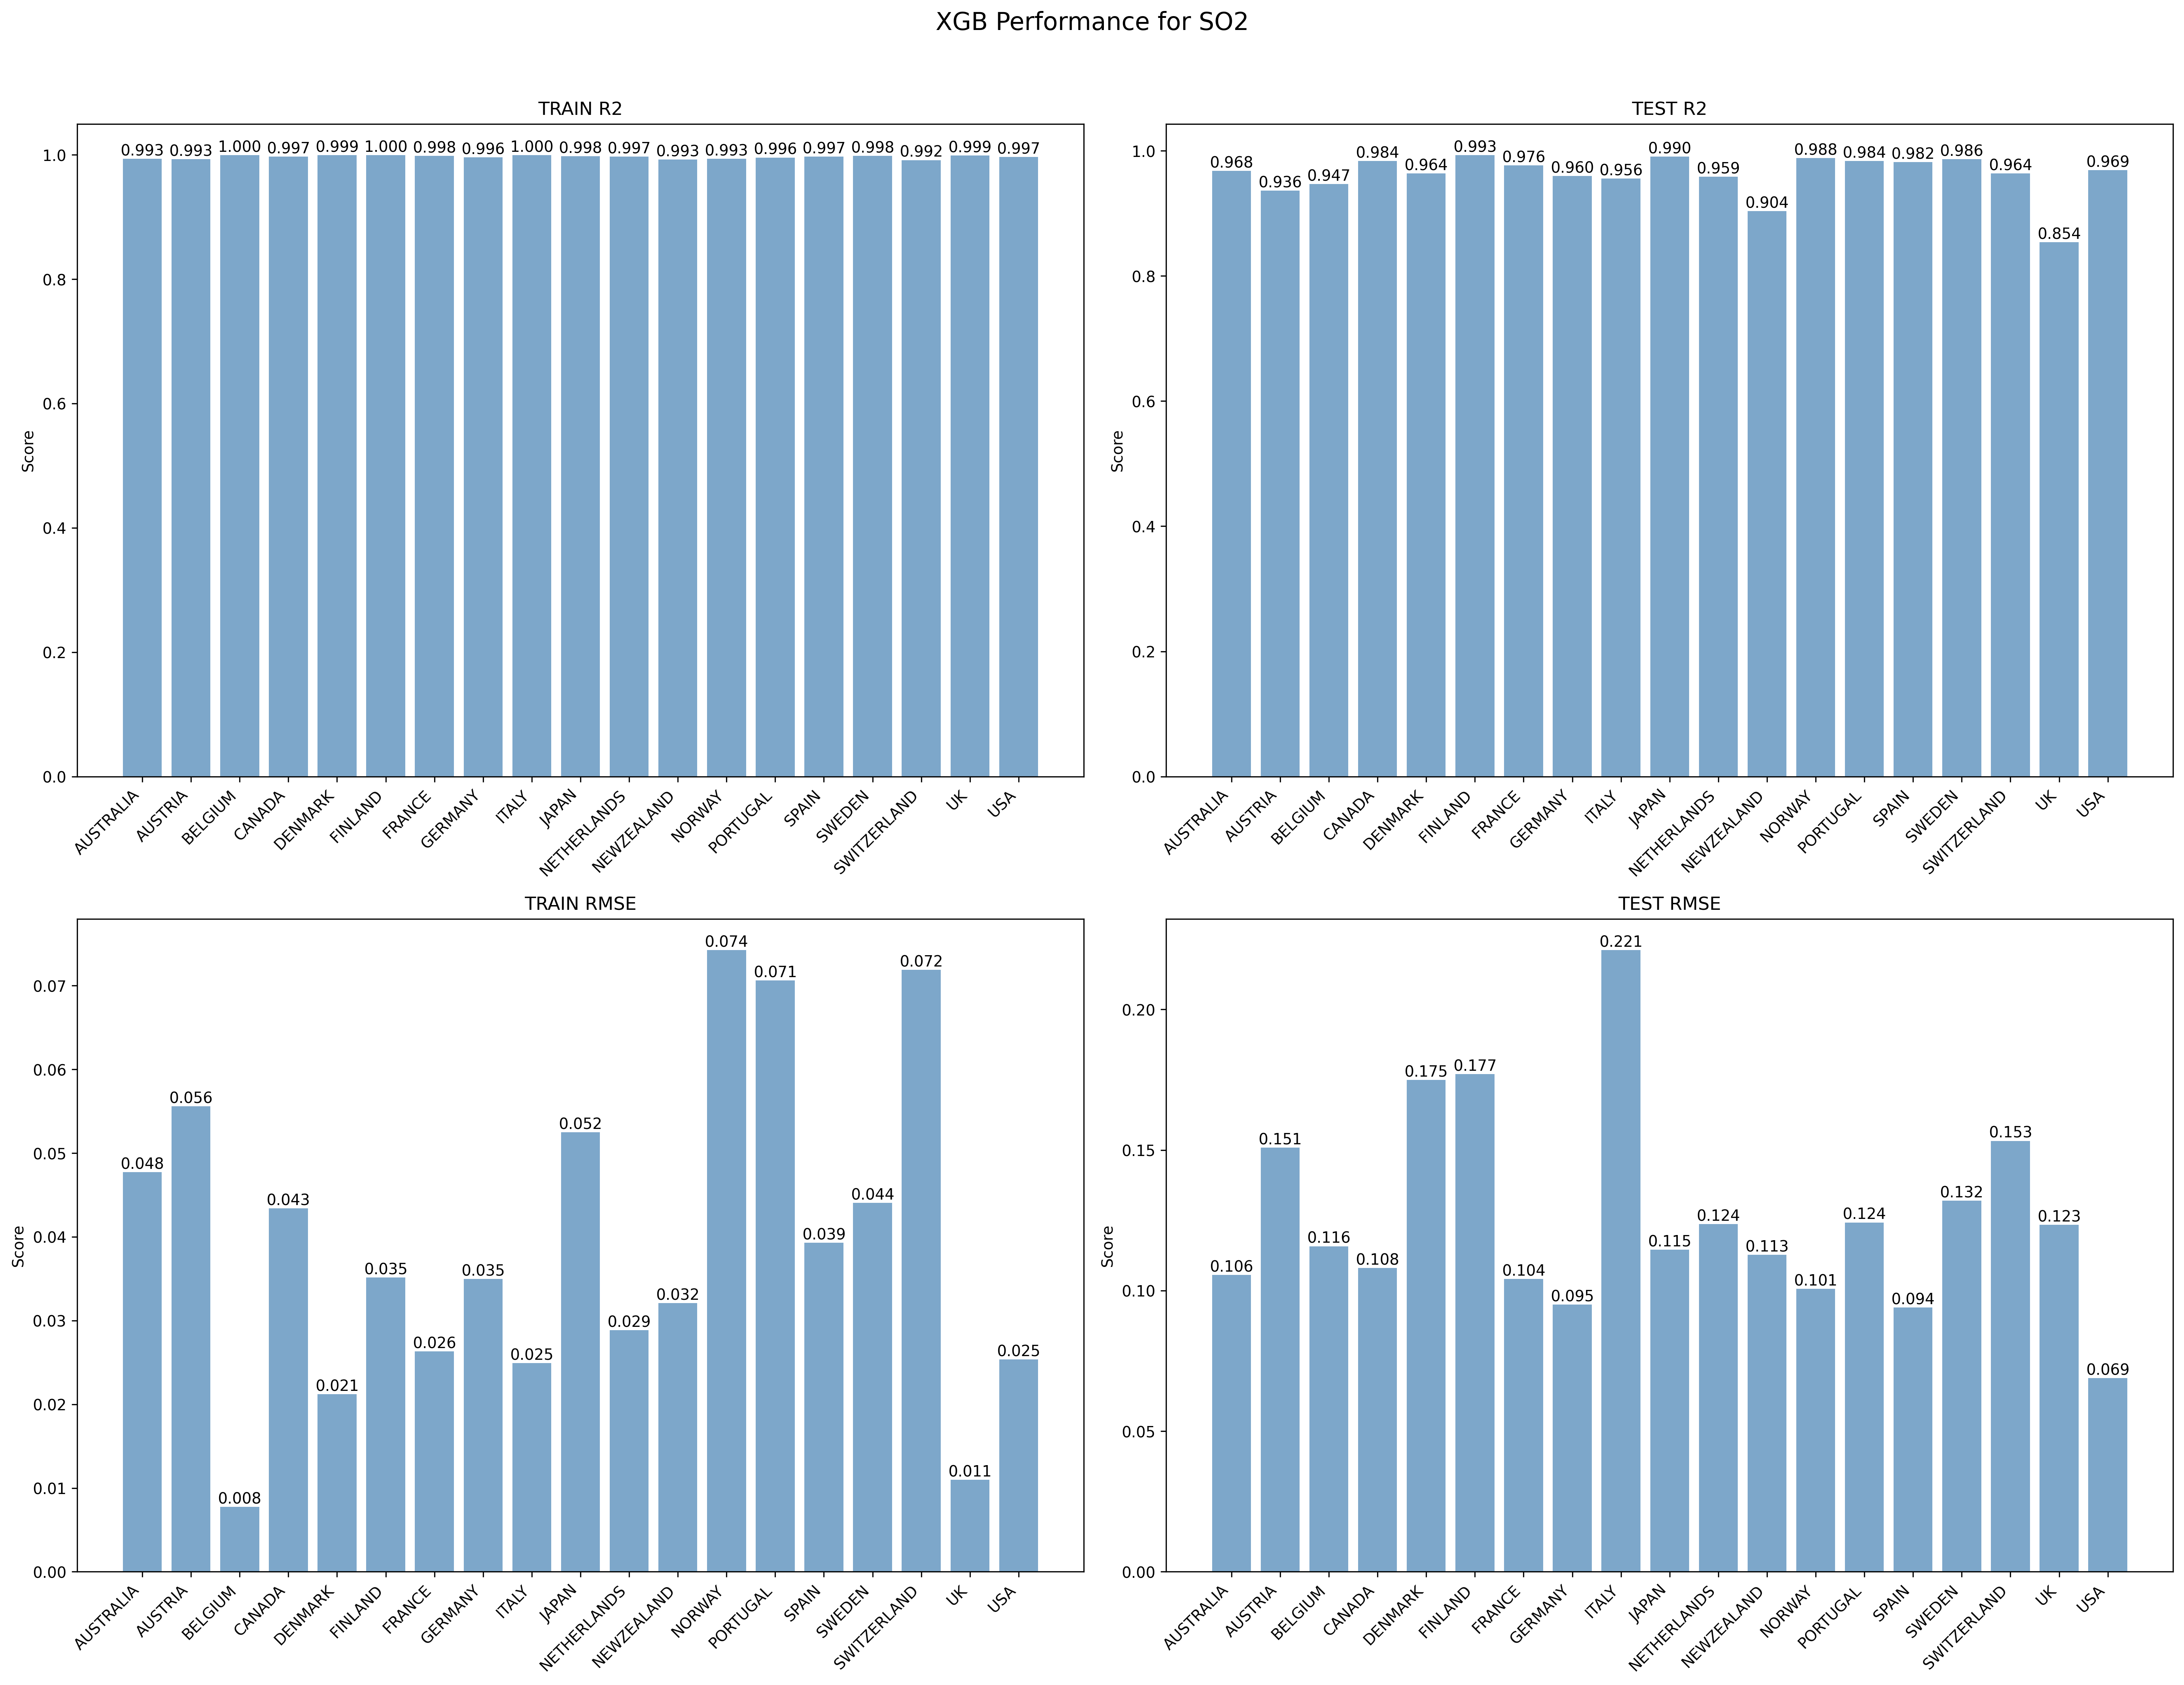 XGB Performance for SO2
TRAIN R2
Score
1.0
0.8
0.6
0.4
0.2
0.0
0.993 0.993 1.000 0.997 0.999 1.000 0.998 0.996 1.000 0.998 0.997 0.993 0.993 0.996 0.997 0.998 0.992 0.999 0.997
AUSTRALIA AUSTRIA BELGIUM CANADA DENMARK FINLAND FRANCE GERMANY ITALY JAPAN NETHERLANDS NEWZEALAND NORWAY PORTUGAL SPAIN SWEDEN SWITZERLAND UK USA
TEST R2
Score
1.0
0.8
0.6
0.4
0.2
0.0
0.968 0.936 0.947 0.984 0.964 0.993 0.976 0.960 0.956 0.990 0.959 0.904 0.988 0.984 0.982 0.986 0.964 0.854 0.969
AUSTRALIA AUSTRIA BELGIUM CANADA DENMARK FINLAND FRANCE GERMANY ITALY JAPAN NETHERLANDS NEWZEALAND NORWAY PORTUGAL SPAIN SWEDEN SWITZERLAND UK USA
TRAIN RMSE
Score
0.07
0.06
0.05
0.04
0.03
0.02
0.01
0.00
0.048 0.056 0.008 0.043 0.021 0.035 0.026 0.035 0.025 0.052 0.029 0.032 0.074 0.071 0.039 0.044 0.072 0.011 0.025
AUSTRALIA AUSTRIA BELGIUM CANADA DENMARK FINLAND FRANCE GERMANY ITALY JAPAN NETHERLANDS NEWZEALAND NORWAY PORTUGAL SPAIN SWEDEN SWITZERLAND UK USA
TEST RMSE
Score
0.20
0.15
0.10
0.05
0.00
0.106 0.151 0.116 0.108 0.175 0.177 0.104 0.095 0.221 0.115 0.124 0.113 0.101 0.124 0.094 0.132 0.153 0.123 0.069
AUSTRALIA AUSTRIA BELGIUM CANADA DENMARK FINLAND FRANCE GERMANY ITALY JAPAN NETHERLANDS NEWZEALAND NORWAY PORTUGAL SPAIN SWEDEN SWITZERLAND UK USA